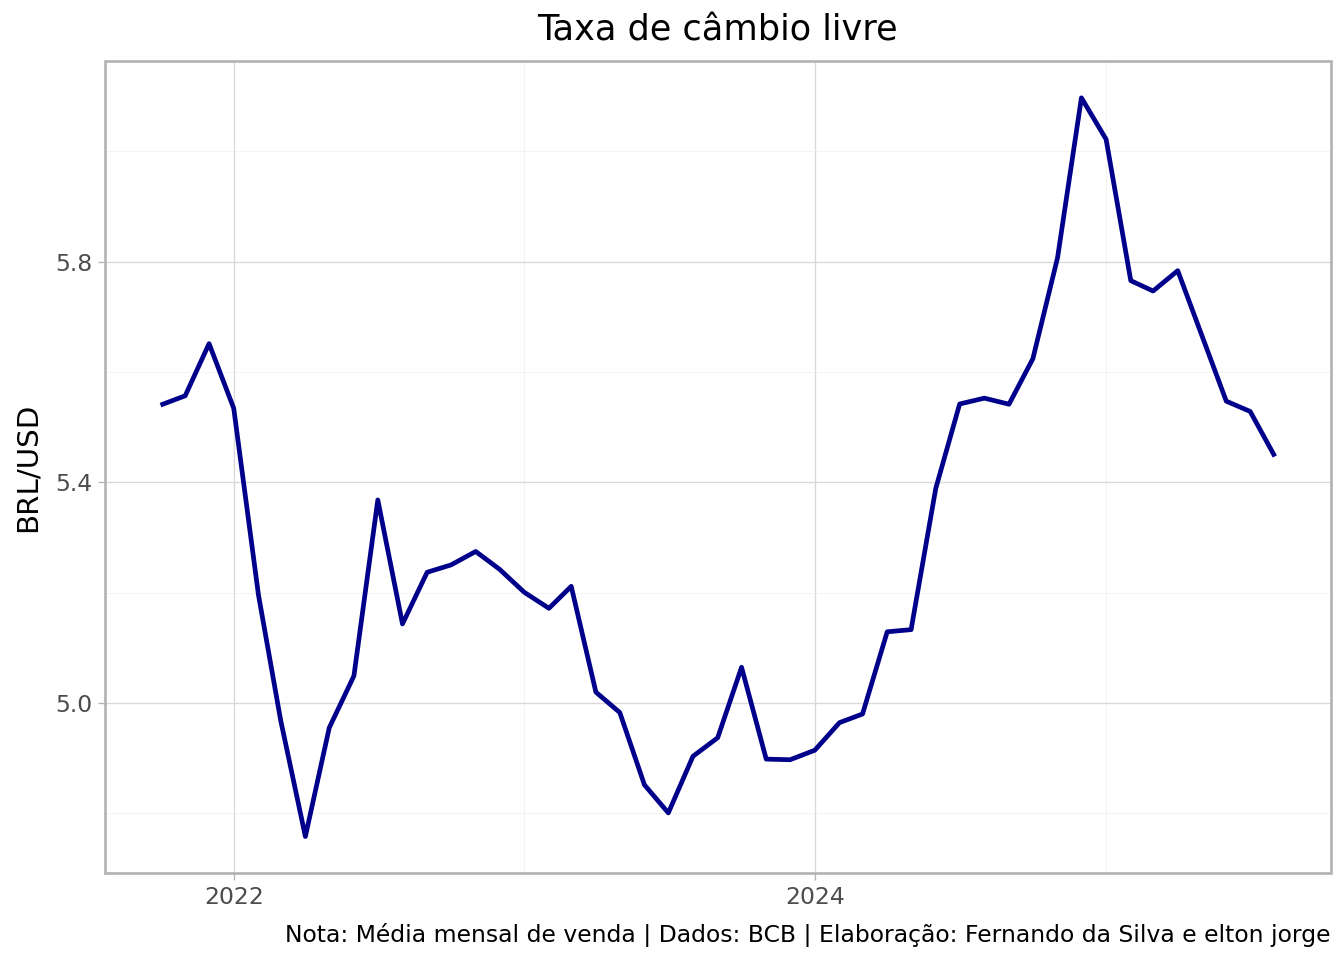 Taxa de câmbio livre
BRL/USD
5.8
5.4
5.0
2022
2024
Nota: Média mensal de venda | Dados: BCB | Elaboração: Fernando da Silva e elton jorge